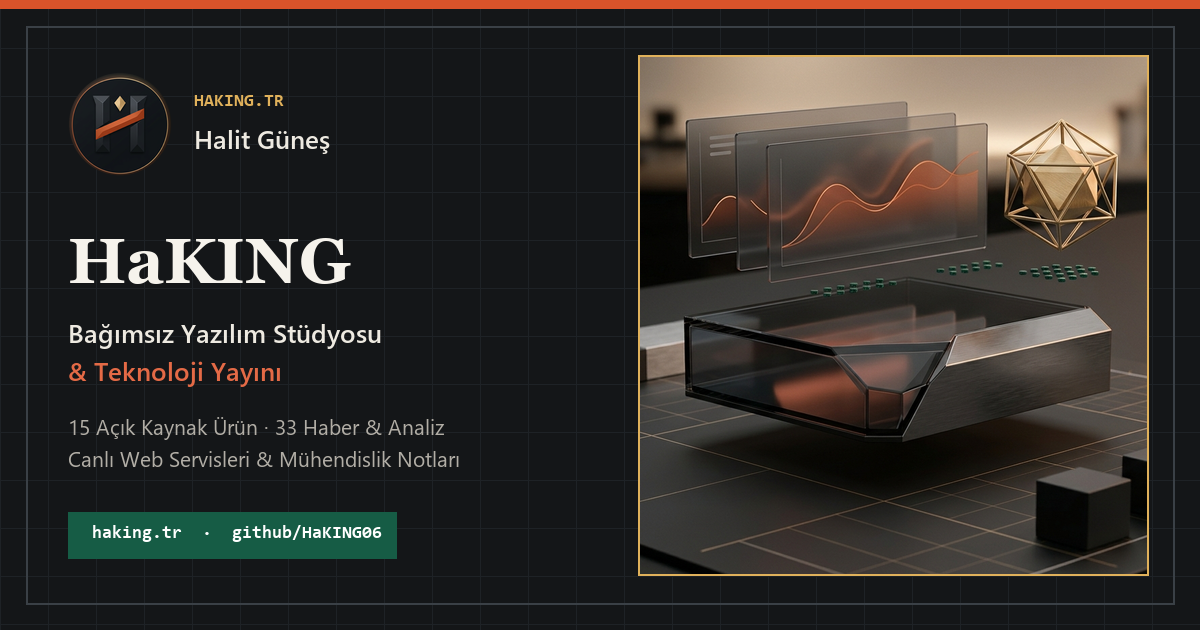 HAKING.TR
Halit Güneş
HaKING
Bağımsız Yazılım Stüdyosu
& Teknoloji Yayını
15 Açık Kaynak Ürün · 33 Haber & Analiz
Canlı Web Servisleri & Mühendislik Notları
haking.tr · github/HaKING06